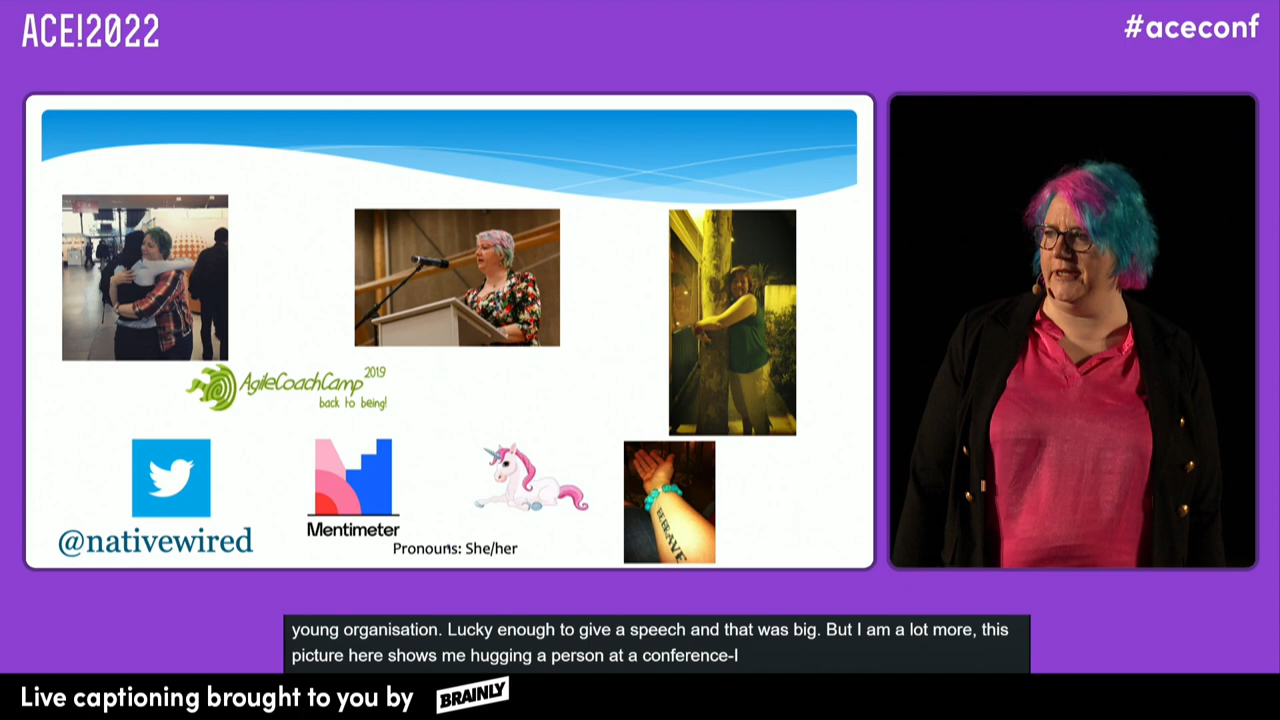 ACE!2022
#aceconf
AgileCoachCamp 2019
back to being!
@nativewired
Mentimeter
Pronouns: She/her
BE BRAVE
young organisation. Lucky enough to give a speech and that was big. But I am a lot more, this
picture here shows me hugging a person at a conference-I
Live captioning brought to you by BRAINLY